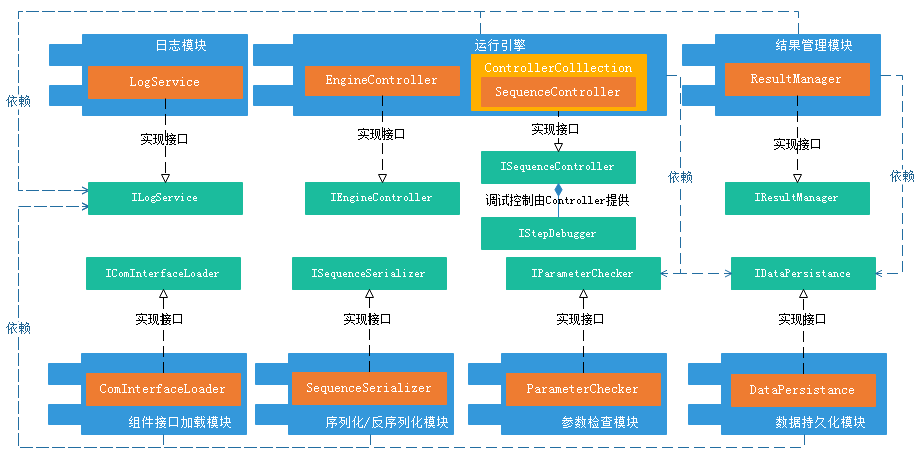 日志模块
运行引擎
结果管理模块
LogService
EngineController
ControllerColllection
SequenceController
ResultManager
依赖
实现接口
实现接口
实现接口
实现接口
ISequenceController
依赖
依赖
ILogService
IEngineController
调试控制由Controller提供
IResultManager
IStepDebugger
IComInterfaceLoader
ISequenceSerializer
IParameterChecker
IDataPersistance
依赖
实现接口
实现接口
实现接口
实现接口
ComInterfaceLoader
SequenceSerializer
ParameterChecker
DataPersistance
组件接口加载模块
序列化/反序列化模块
参数检查模块
数据持久化模块